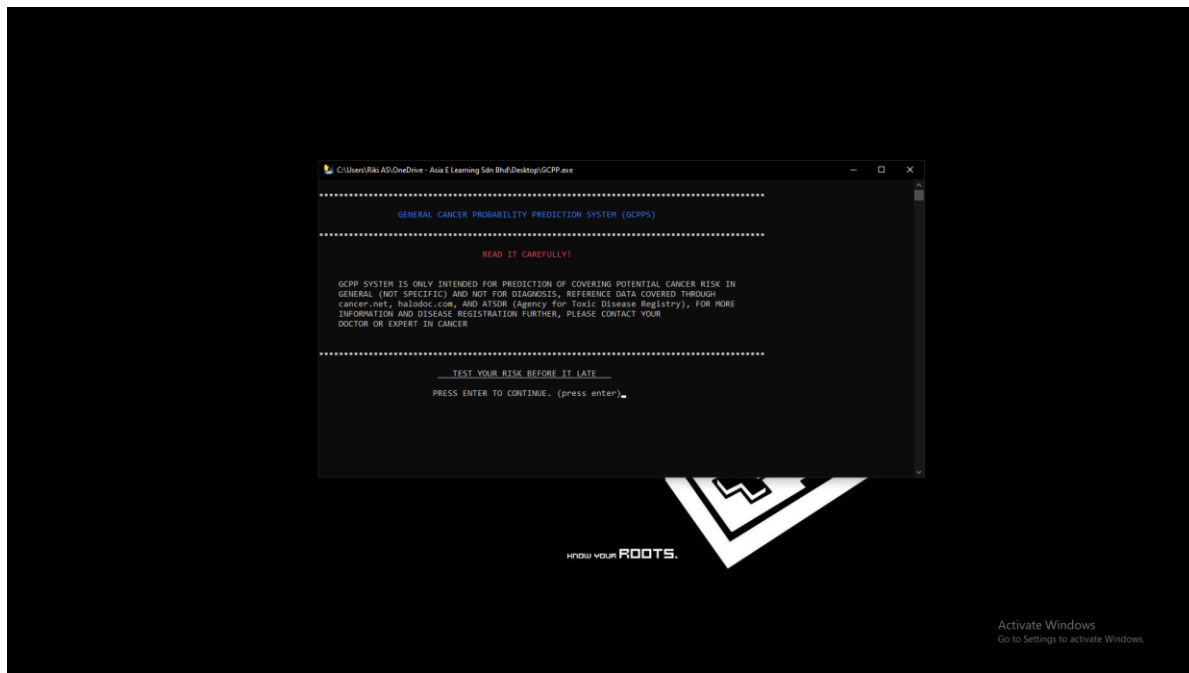 C:\Users\Riki AS\OneDrive - Asia E Learning Sdn Bhd\Desktop\GCPP.exe
******************************************************************************************
GENERAL CANCER PROBABILITY PREDICTION SYSTEM (GCPPS)
******************************************************************************************
READ IT CAREFULLY!
GCPP SYSTEM IS ONLY INTENDED FOR PREDICTION OF COVERING POTENTIAL CANCER RISK IN
GENERAL (NOT SPECIFIC) AND NOT FOR DIAGNOSIS, REFERENCE DATA COVERED THROUGH
cancer.net, halodoc.com, AND ATSDR (Agency for Toxic Disease Registry), FOR MORE
INFORMATION AND DISEASE REGISTRATION FURTHER, PLEASE CONTACT YOUR
DOCTOR OR EXPERT IN CANCER
******************************************************************************************
___TEST YOUR RISK BEFORE IT LATE___
PRESS ENTER TO CONTINUE. (press enter)
KNOW YOUR ROOTS.
Activate Windows
Go to Settings to activate Windows.